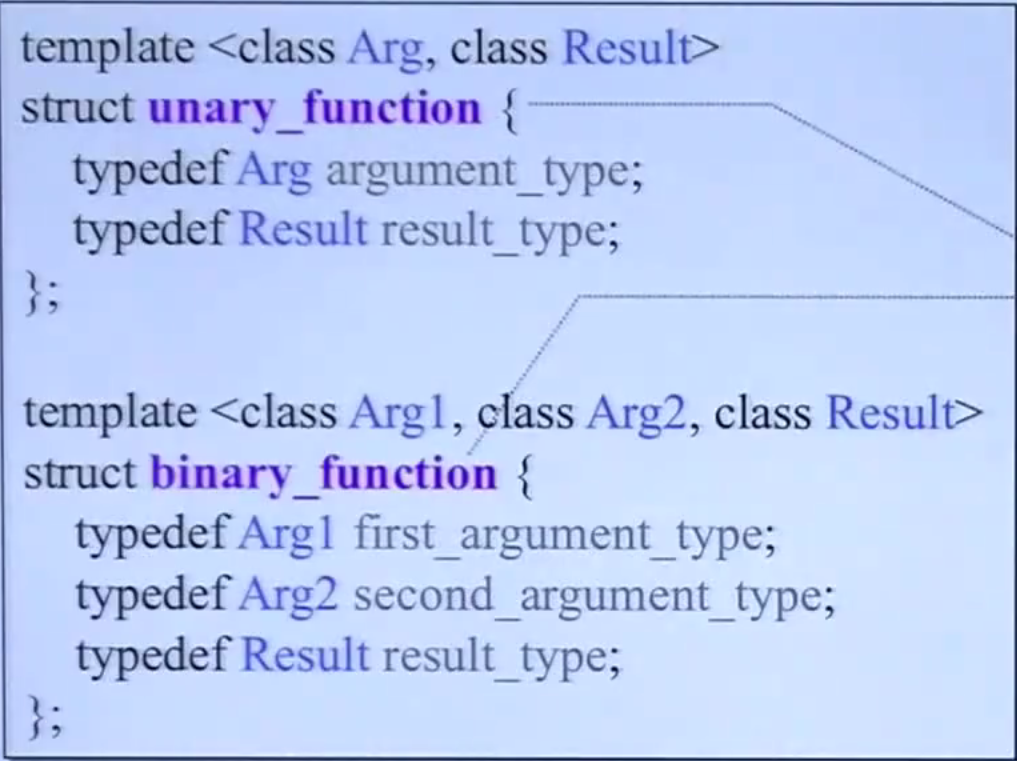 template <class Arg, class Result>
struct unary_function {
typedef Arg argument_type;
typedef Result result_type;
};
template <class Arg1, class Arg2, class Result>
struct binary_function {
typedef Arg1 first_argument_type;
typedef Arg2 second_argument_type;
typedef Result result_type;
};